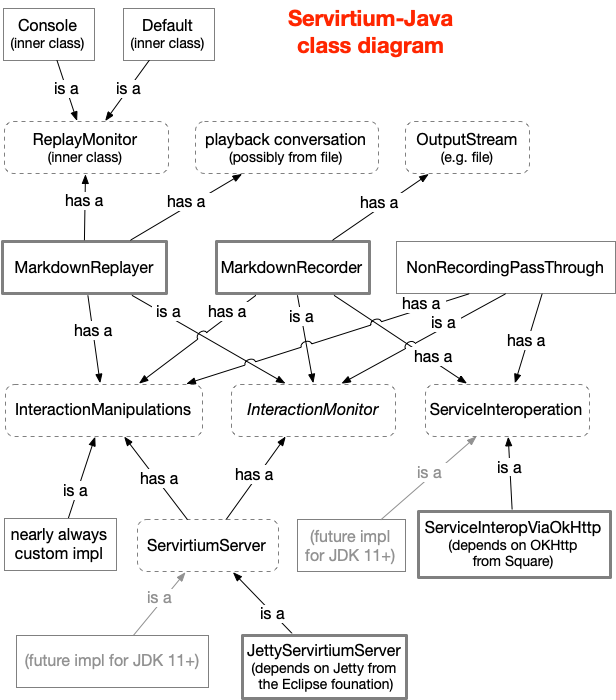 Servirtium-Java
class diagram
Console
(inner class)
Default
(inner class)
is a
is a
ReplayMonitor
(inner class)
playback conversation
(possibly from file)
OutputStream
(e.g. file)
has a
has a
has a
MarkdownReplayer
MarkdownRecorder
NonRecordingPassThrough
has a
is a
has a
is a
has a
is a
has a
has a
InteractionManipulations
InteractionMonitor
ServiceInteroperation
is a
has a
has a
is a
is a
nearly always
custom impl
ServirtiumServer
(future impl
for JDK 11+)
ServiceInteropViaOkHttp
(depends on OKHttp
from Square)
is a
is a
(future impl for JDK 11+)
JettyServirtiumServer
(depends on Jetty from
the Eclipse founation)